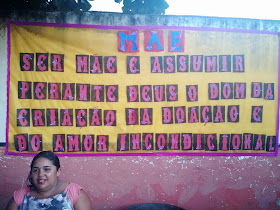 MÃE
SER MÃE É ASSUMIR
PERANTE DEUS O DOM DA
CRIAÇÃO DA DOAÇÃO E
DO AMOR INCONDICIONAL